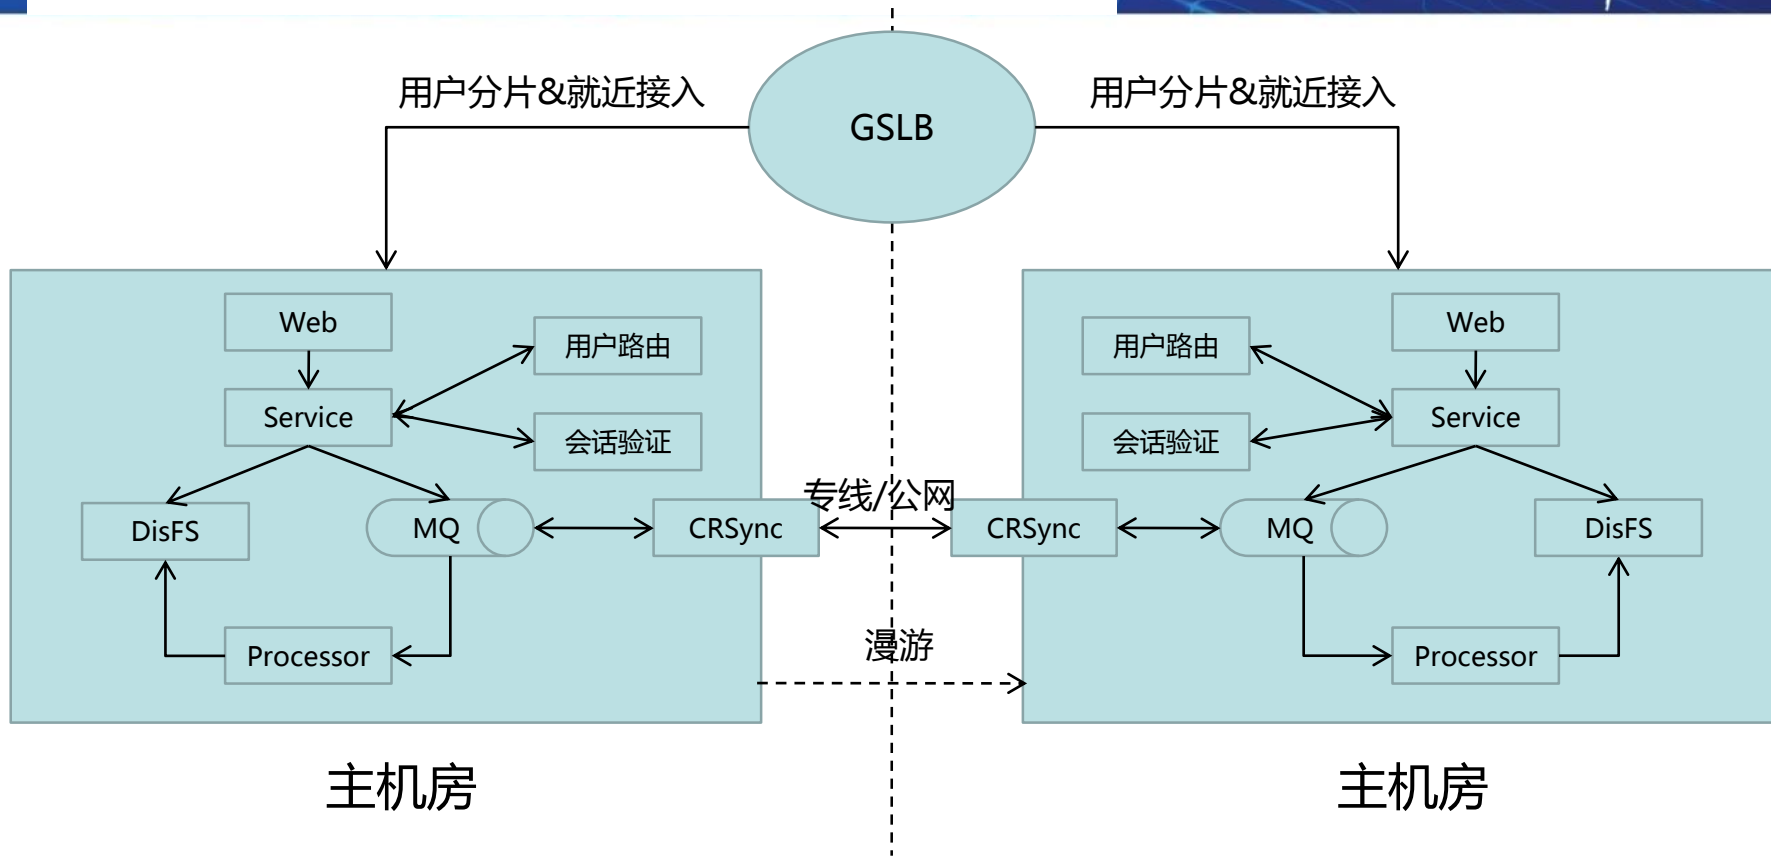 用户分片&就近接入
用户分片&就近接入
GSLB
Web
用户路由
Service
会话验证
DisFS
MQ
CRSync
Processor
专线/公网
漫游
用户路由
Web
会话验证
Service
CRSync
MQ
DisFS
Processor
主机房
主机房